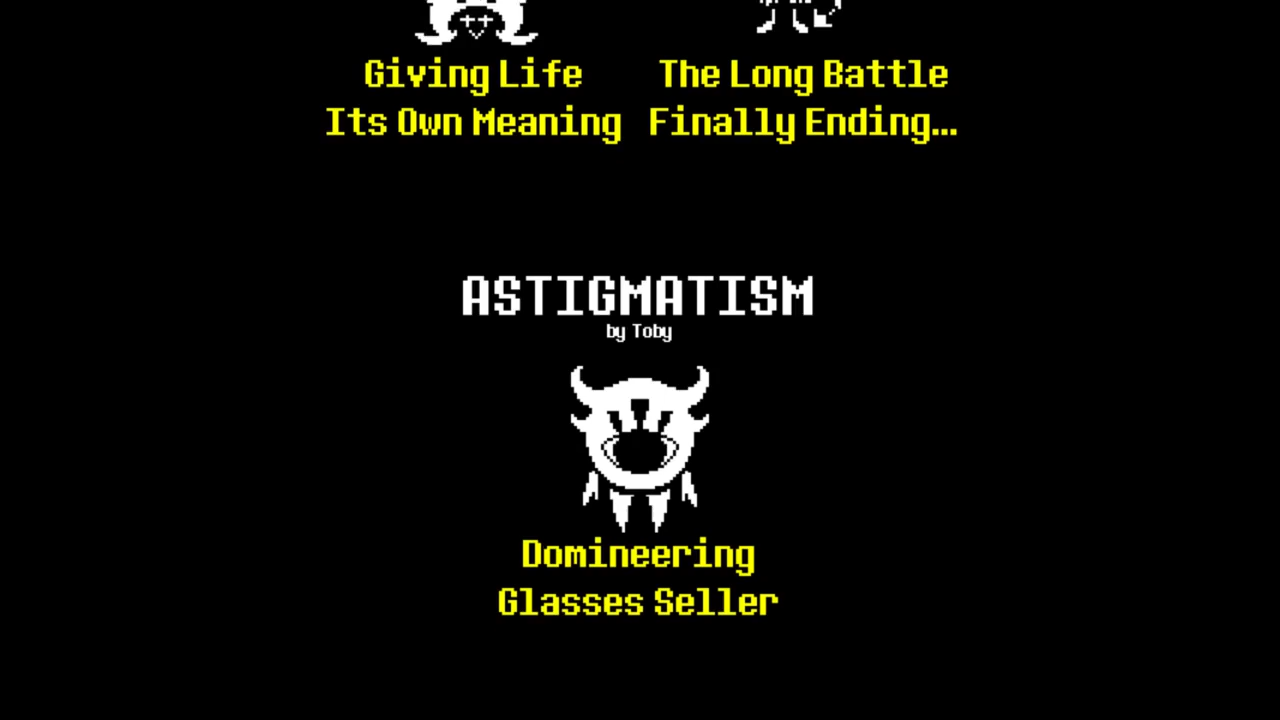 Giving Life
Its Own Meaning
The Long Battle
Finally Ending...
ASTIGMATISM
by Toby
Domineering
Glasses Seller